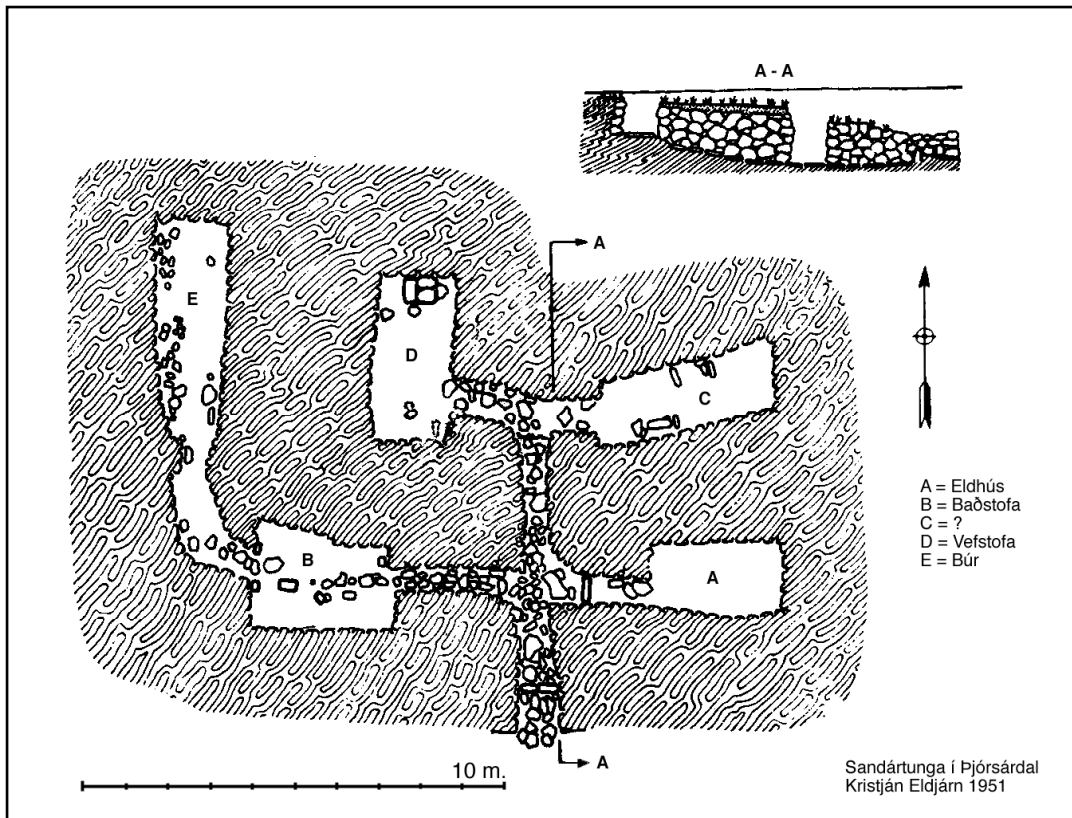 A - A
A
E
D
C
B
A
A
A = Eldhús
B = Baðstofa
C = ?
D = Vefstofa
E = Búr
10 m.
Sandártunga í Þjórsárdal
Kristján Eldjárn 1951